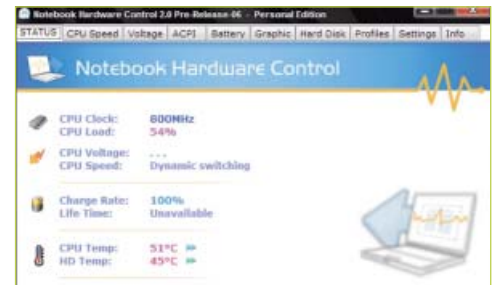 Notebook Hardware Control 2.0 Pre-Release-06 - Personal Edition
STATUS CPU Speed Voltage ACPI Battery Graphic Hard Disk Profiles Settings Info
Notebook Hardware Control
CPU Clock: 800MHz
CPU Load: 54%
CPU Voltage: ...
CPU Speed: Dynamic switching
Charge Rate: 100%
Life Time: Unavailable
CPU Temp: 51°C
HD Temp: 45°C